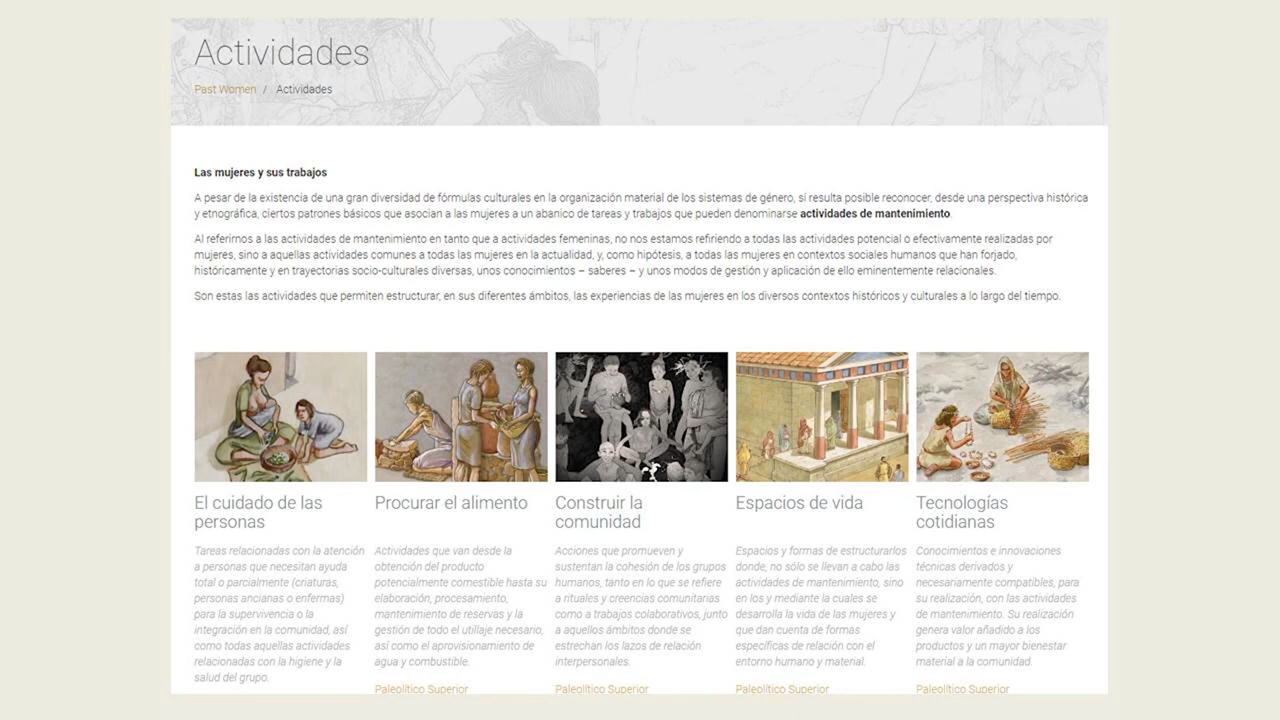 Actividades
Past Women / Actividades
Las mujeres y sus trabajos
A pesar de la existencia de una gran diversidad de fórmulas culturales en la organización material de los sistemas de género, sí resulta posible reconocer, desde una perspectiva histórica
y etnográfica, ciertos patrones básicos que asocian a las mujeres a un abanico de tareas y trabajos que pueden denominarse actividades de mantenimiento.
Al referirnos a las actividades de mantenimiento en tanto que a actividades femeninas, no nos estamos refiriendo a todas las actividades potencial o efectivamente realizadas por
mujeres, sino a aquellas actividades comunes a todas las mujeres en la actualidad, y, como hipótesis, a todas las mujeres en contextos sociales humanos que han forjado,
históricamente y en trayectorias socio-culturales diversas, unos conocimientos – saberes – y unos modos de gestión y aplicación de ello eminentemente relacionales.
Son estas las actividades que permiten estructurar, en sus diferentes ámbitos, las experiencias de las mujeres en los diversos contextos históricos y culturales a lo largo del tiempo.
El cuidado de las
personas
Tareas relacionadas con la atención
a personas que necesitan ayuda
total o parcialmente (criaturas,
personas ancianas o enfermas)
para la supervivencia o la
integración en la comunidad, así
como todas aquellas actividades
relacionadas con la higiene y la
salud del grupo.
Procurar el alimento
Actividades que van desde la
obtención del producto
potencialmente comestible hasta su
elaboración, procesamiento,
mantenimiento de reservas y la
gestión de todo el utillaje necesario,
así como el aprovisionamiento de
agua y combustible.
Paleolítico Superior
Construir la
comunidad
Acciones que promueven y
sustentan la cohesión de los grupos
humanos, tanto en lo que se refiere
a rituales y creencias comunitarias
como a trabajos colaborativos, junto
a aquellos ámbitos donde se
estrechan los lazos de relación
interpersonales.
Paleolítico Superior
Espacios de vida
Espacios y formas de estructurarlos
donde, no sólo se llevan a cabo las
actividades de mantenimiento, sino
en los y mediante la cuales se
desarrolla la vida de las mujeres y
que dan cuenta de formas
específicas de relación con el
entorno humano y material.
Paleolítico Superior
Tecnologías
cotidianas
Conocimientos e innovaciones
técnicas derivados y
necesariamente compatibles, para
su realización, con las actividades
de mantenimiento. Su realización
genera valor añadido a los
productos y un mayor bienestar
material a la comunidad.
Paleolítico Superior